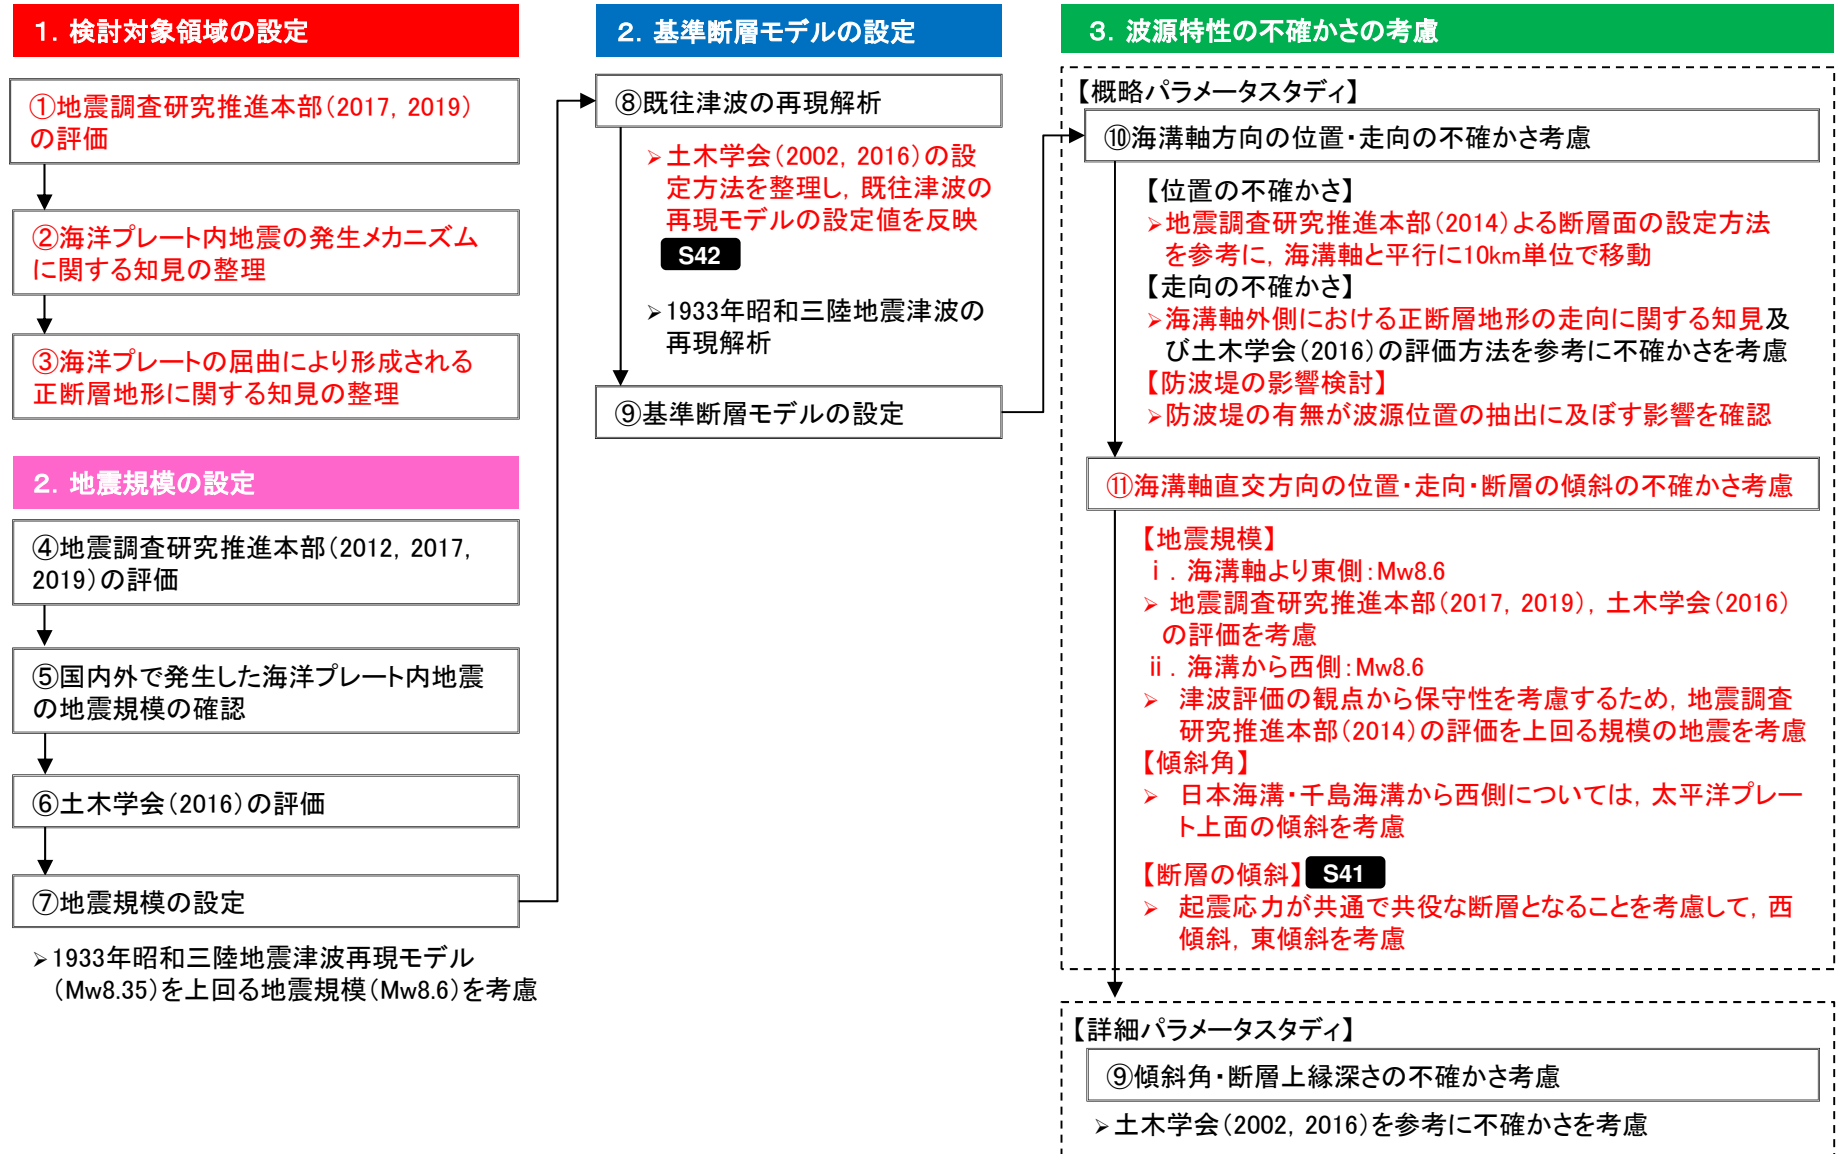 1. 検討対象領域の設定
①地震調査研究推進本部(2017, 2019)
の評価
②海洋プレート内地震の発生メカニズム
に関する知見の整理
③海洋プレートの屈曲により形成される
正断層地形に関する知見の整理
2. 地震規模の設定
④地震調査研究推進本部(2012, 2017,
2019)の評価
⑤国内外で発生した海洋プレート内地震
の地震規模の確認
⑥土木学会(2016)の評価
⑦地震規模の設定
➢1933年昭和三陸地震津波再現モデル
(Mw8.35)を上回る地震規模(Mw8.6)を考慮
2. 基準断層モデルの設定
⑧既往津波の再現解析
➢土木学会(2002, 2016)の設
定方法を整理し, 既往津波の
再現モデルの設定値を反映
S42
➢1933年昭和三陸地震津波の
再現解析
⑨基準断層モデルの設定
3. 波源特性の不確かさの考慮
【概略パラメータスタディ】
⑩海溝軸方向の位置・走向の不確かさ考慮
【位置の不確かさ】
➢地震調査研究推進本部(2014)よる断層面の設定方法
を参考に, 海溝軸と平行に10km単位で移動
【走向の不確かさ】
➢海溝軸外側における正断層地形の走向に関する知見及
び土木学会(2016)の評価方法を参考に不確かさを考慮
【防波堤の影響検討】
➢防波堤の有無が波源位置の抽出に及ぼす影響を確認
⑪海溝軸直交方向の位置・走向・断層の傾斜の不確かさ考慮
【地震規模】
ⅰ. 海溝軸より東側:Mw8.6
➢ 地震調査研究推進本部(2017, 2019), 土木学会(2016)
の評価を考慮
ⅱ. 海溝から西側:Mw8.6
➢ 津波評価の観点から保守性を考慮するため, 地震調査
研究推進本部(2014)の評価を上回る規模の地震を考慮
【傾斜角】
➢ 日本海溝・千島海溝から西側については, 太平洋プレー
ト上面の傾斜を考慮
【断層の傾斜】 S41
➢ 起震応力が共通で共役な断層となることを考慮して, 西
傾斜, 東傾斜を考慮
【詳細パラメータスタディ】
⑨傾斜角・断層上縁深さの不確かさ考慮
➢土木学会(2002, 2016)を参考に不確かさを考慮